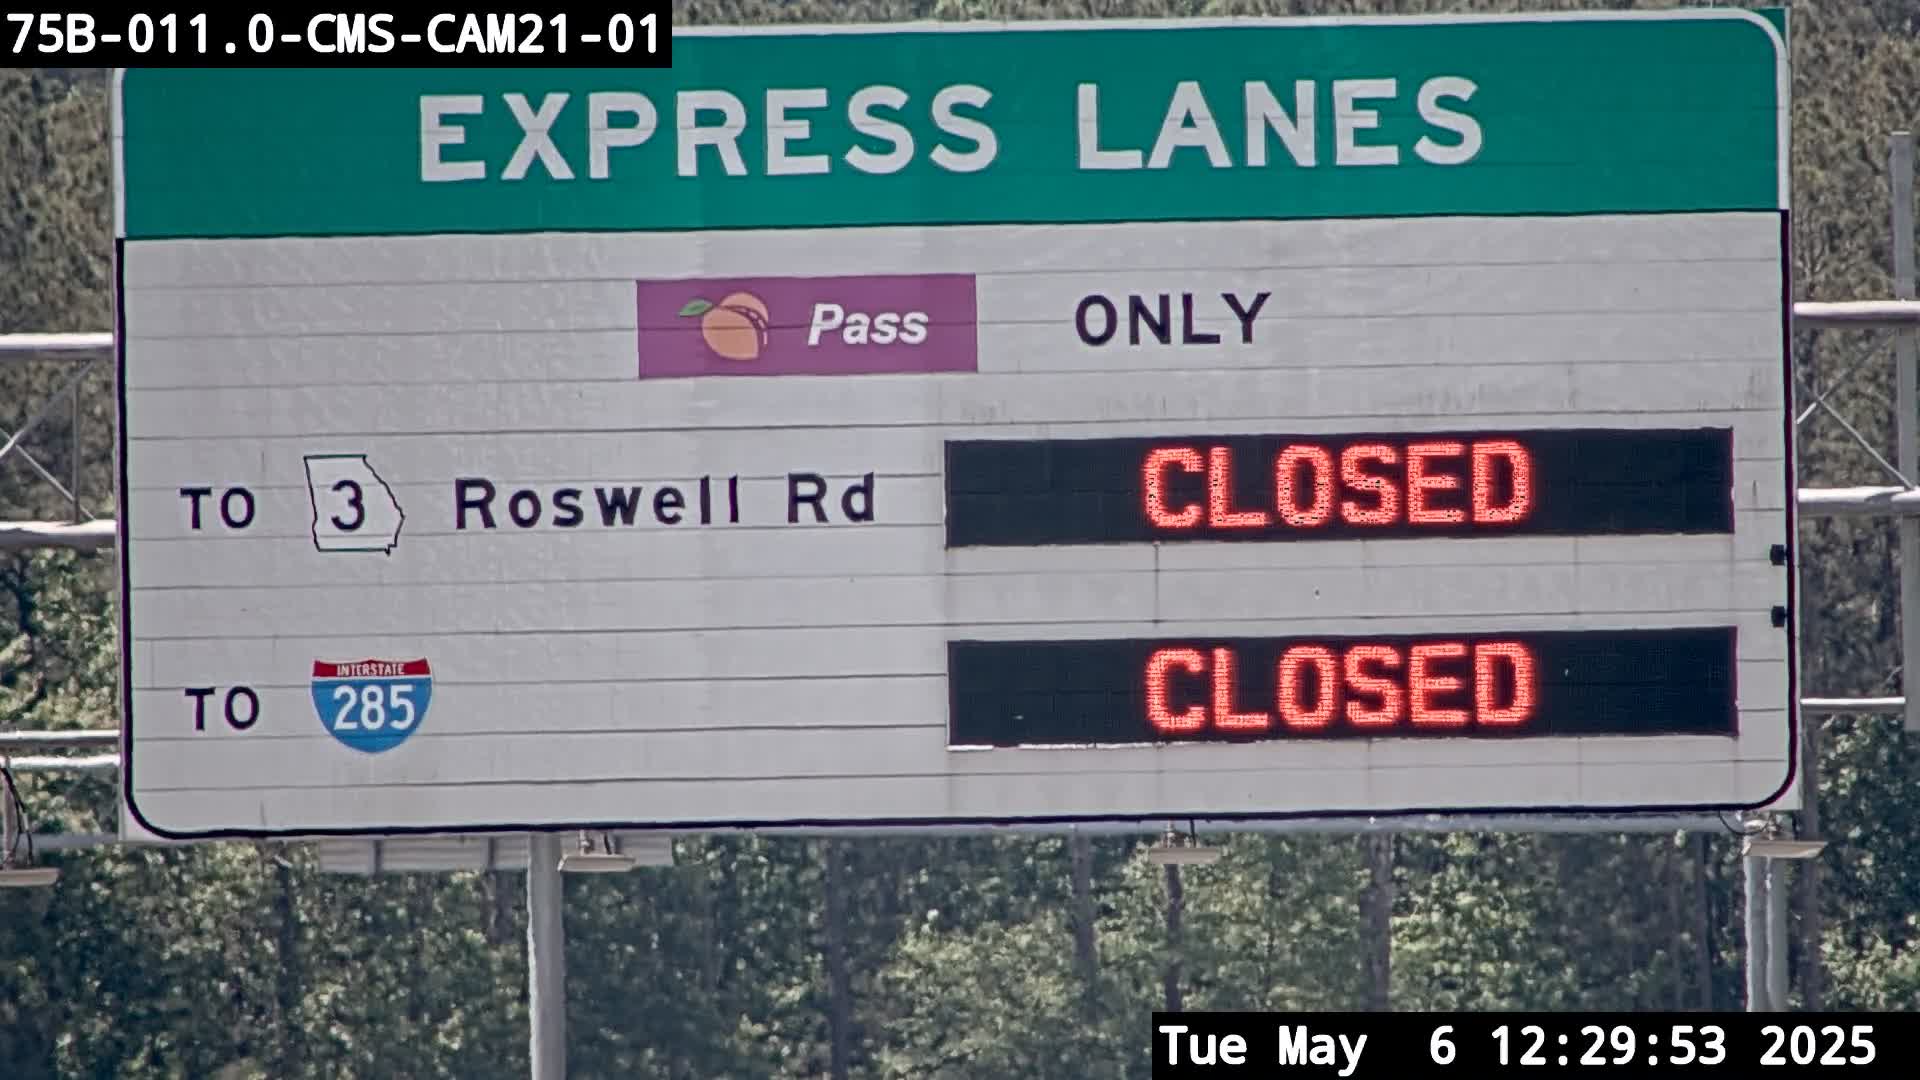 75B-011.0-CMS-CAM21-01
EXPRESS LANES
Pass ONLY
TO 3 Roswell Rd CLOSED
INTERSTATE
TO 285 CLOSED
Tue May 6 12:29:53 2025